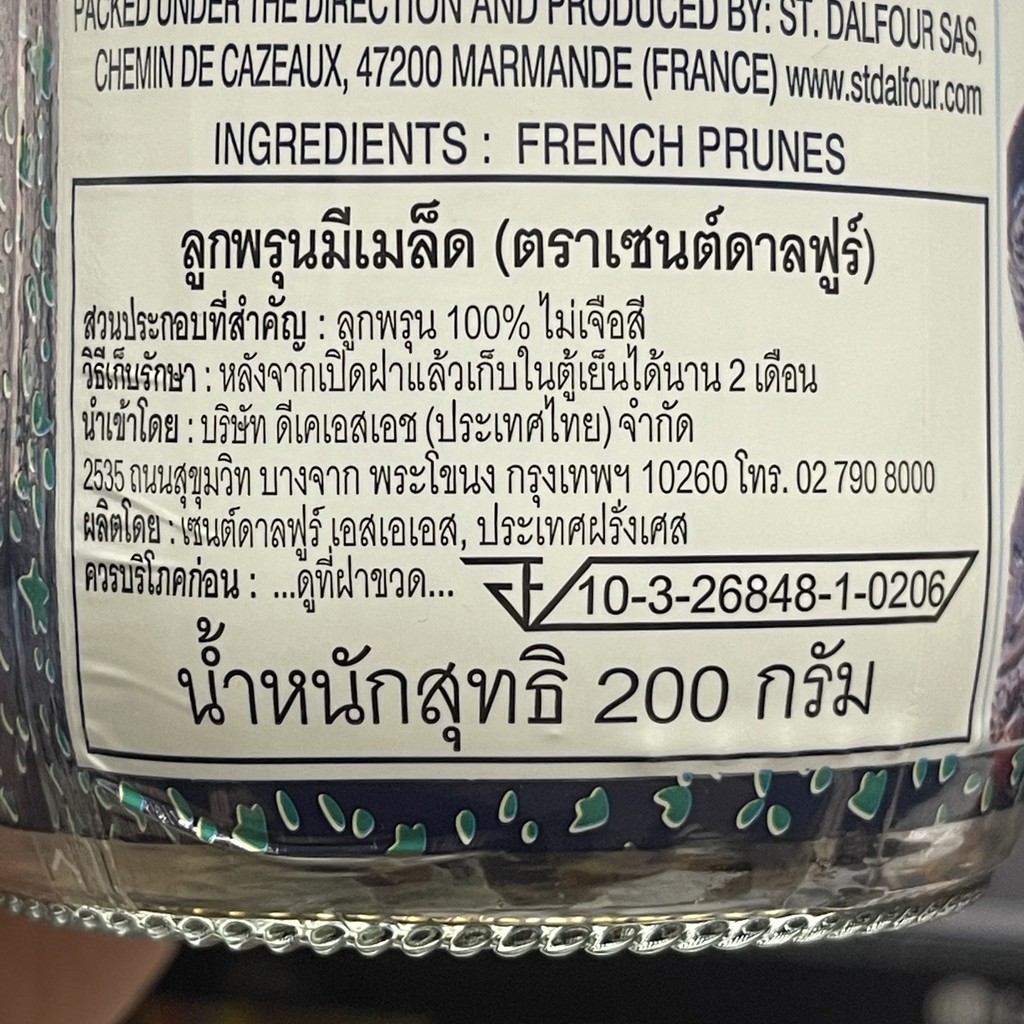 PACKED UNDER THE DIRECTION AND PRODUCED BY: ST. DALFOUR SAS,
CHEMIN DE CAZEAUX, 47200 MARMANDE (FRANCE) www.stdalfour.com
INGREDIENTS : FRENCH PRUNES
ลูกพรุนมีเมล็ด (ตราเซนต์ดาลฟูร์)
ส่วนประกอบที่สำคัญ : ลูกพรุน 100% ไม่เจือสี
วิธีเก็บรักษา : หลังจากเปิดฝาแล้วเก็บในตู้เย็นได้นาน 2 เดือน
นำเข้าโดย : บริษัท ดีเคเอสเอช (ประเทศไทย) จำกัด
2535 ถนนสุขุมวิท บางจาก พระโขนง กรุงเทพฯ 10260 โทร. 02 790 8000
ผลิตโดย : เซนต์ดาลฟูร์ เอสเอเอส, ประเทศฝรั่งเศส
ควรบริโภคก่อน : ...ดูที่ฝาขวด... 10-3-26848-1-0206
น้ำหนักสุทธิ 200 กรัม